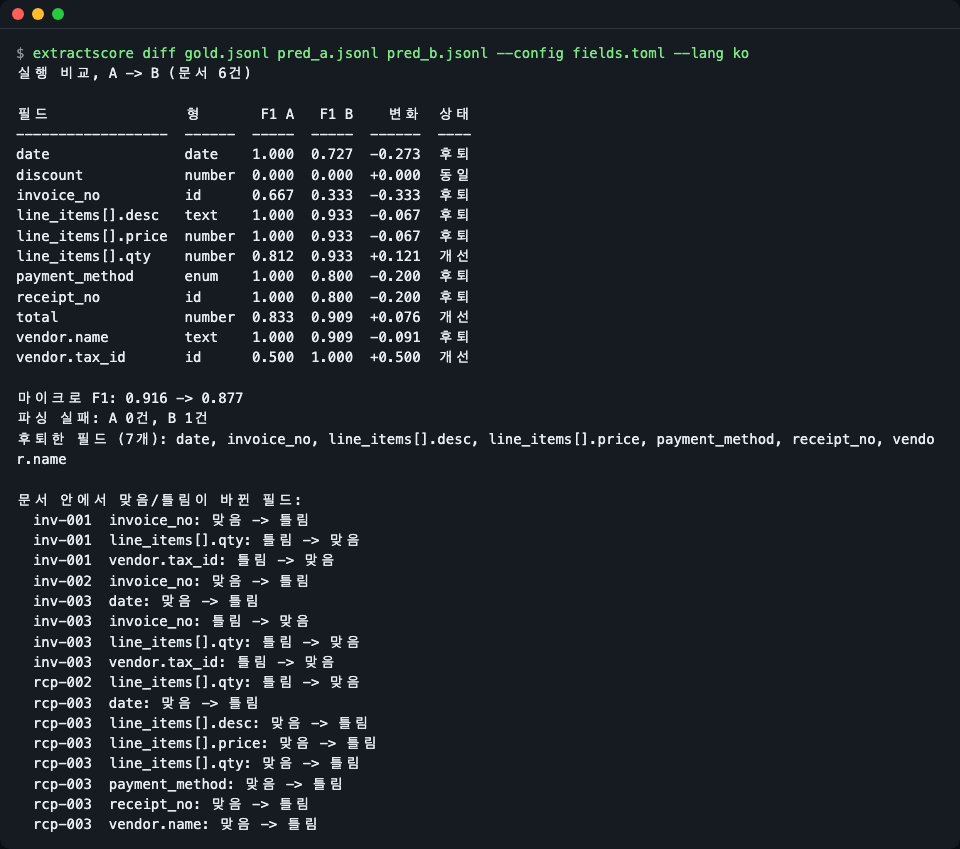 $ extractscore diff gold.jsonl pred_a.jsonl pred_b.jsonl --config fields.toml --lang ko
실행 비교, A -> B (문서 6건)
필드 형 F1 A F1 B 변화 상태
------------------ ------ ----- ----- ------ ----
date date 1.000 0.727 -0.273 후퇴
discount number 0.000 0.000 +0.000 동일
invoice_no id 0.667 0.333 -0.333 후퇴
line_items[].desc text 1.000 0.933 -0.067 후퇴
line_items[].price number 1.000 0.933 -0.067 후퇴
line_items[].qty number 0.812 0.933 +0.121 개선
payment_method enum 1.000 0.800 -0.200 후퇴
receipt_no id 1.000 0.800 -0.200 후퇴
total number 0.833 0.909 +0.076 개선
vendor.name text 1.000 0.909 -0.091 후퇴
vendor.tax_id id 0.500 1.000 +0.500 개선
마이크로 F1: 0.916 -> 0.877
파싱 실패: A 0건, B 1건
후퇴한 필드 (7개): date, invoice_no, line_items[].desc, line_items[].price, payment_method, receipt_no, vendo
r.name
문서 안에서 맞음/틀림이 바뀐 필드:
inv-001 invoice_no: 맞음 -> 틀림
inv-001 line_items[].qty: 틀림 -> 맞음
inv-001 vendor.tax_id: 틀림 -> 맞음
inv-002 invoice_no: 맞음 -> 틀림
inv-003 date: 맞음 -> 틀림
inv-003 invoice_no: 틀림 -> 맞음
inv-003 line_items[].qty: 틀림 -> 맞음
inv-003 vendor.tax_id: 틀림 -> 맞음
rcp-002 line_items[].qty: 틀림 -> 맞음
rcp-003 date: 맞음 -> 틀림
rcp-003 line_items[].desc: 맞음 -> 틀림
rcp-003 line_items[].price: 맞음 -> 틀림
rcp-003 line_items[].qty: 맞음 -> 틀림
rcp-003 payment_method: 맞음 -> 틀림
rcp-003 receipt_no: 맞음 -> 틀림
rcp-003 vendor.name: 맞음 -> 틀림